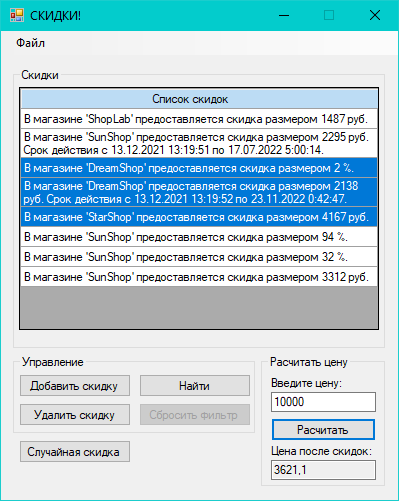 СКИДКИ!
Файл
Скидки
Список скидок
В магазине 'ShopLab' предоставляется скидка размером 1487 руб.
В магазине 'SunShop' предоставляется скидка размером 2295 руб.
Срок действия с 13.12.2021 13:19:51 по 17.07.2022 5:00:14.
В магазине 'DreamShop' предоставляется скидка размером 2 %.
В магазине 'DreamShop' предоставляется скидка размером 2138
руб. Срок действия с 13.12.2021 13:19:52 по 23.11.2022 0:42:47.
В магазине 'StarShop' предоставляется скидка размером 4167 руб.
В магазине 'SunShop' предоставляется скидка размером 94 %.
В магазине 'SunShop' предоставляется скидка размером 32 %.
В магазине 'SunShop' предоставляется скидка размером 3312 руб.
Управление
Добавить скидку
Найти
Удалить скидку
Сбросить фильтр
Случайная скидка
Расчитать цену
Введите цену:
10000
Расчитать
Цена после скидок:
3621,1